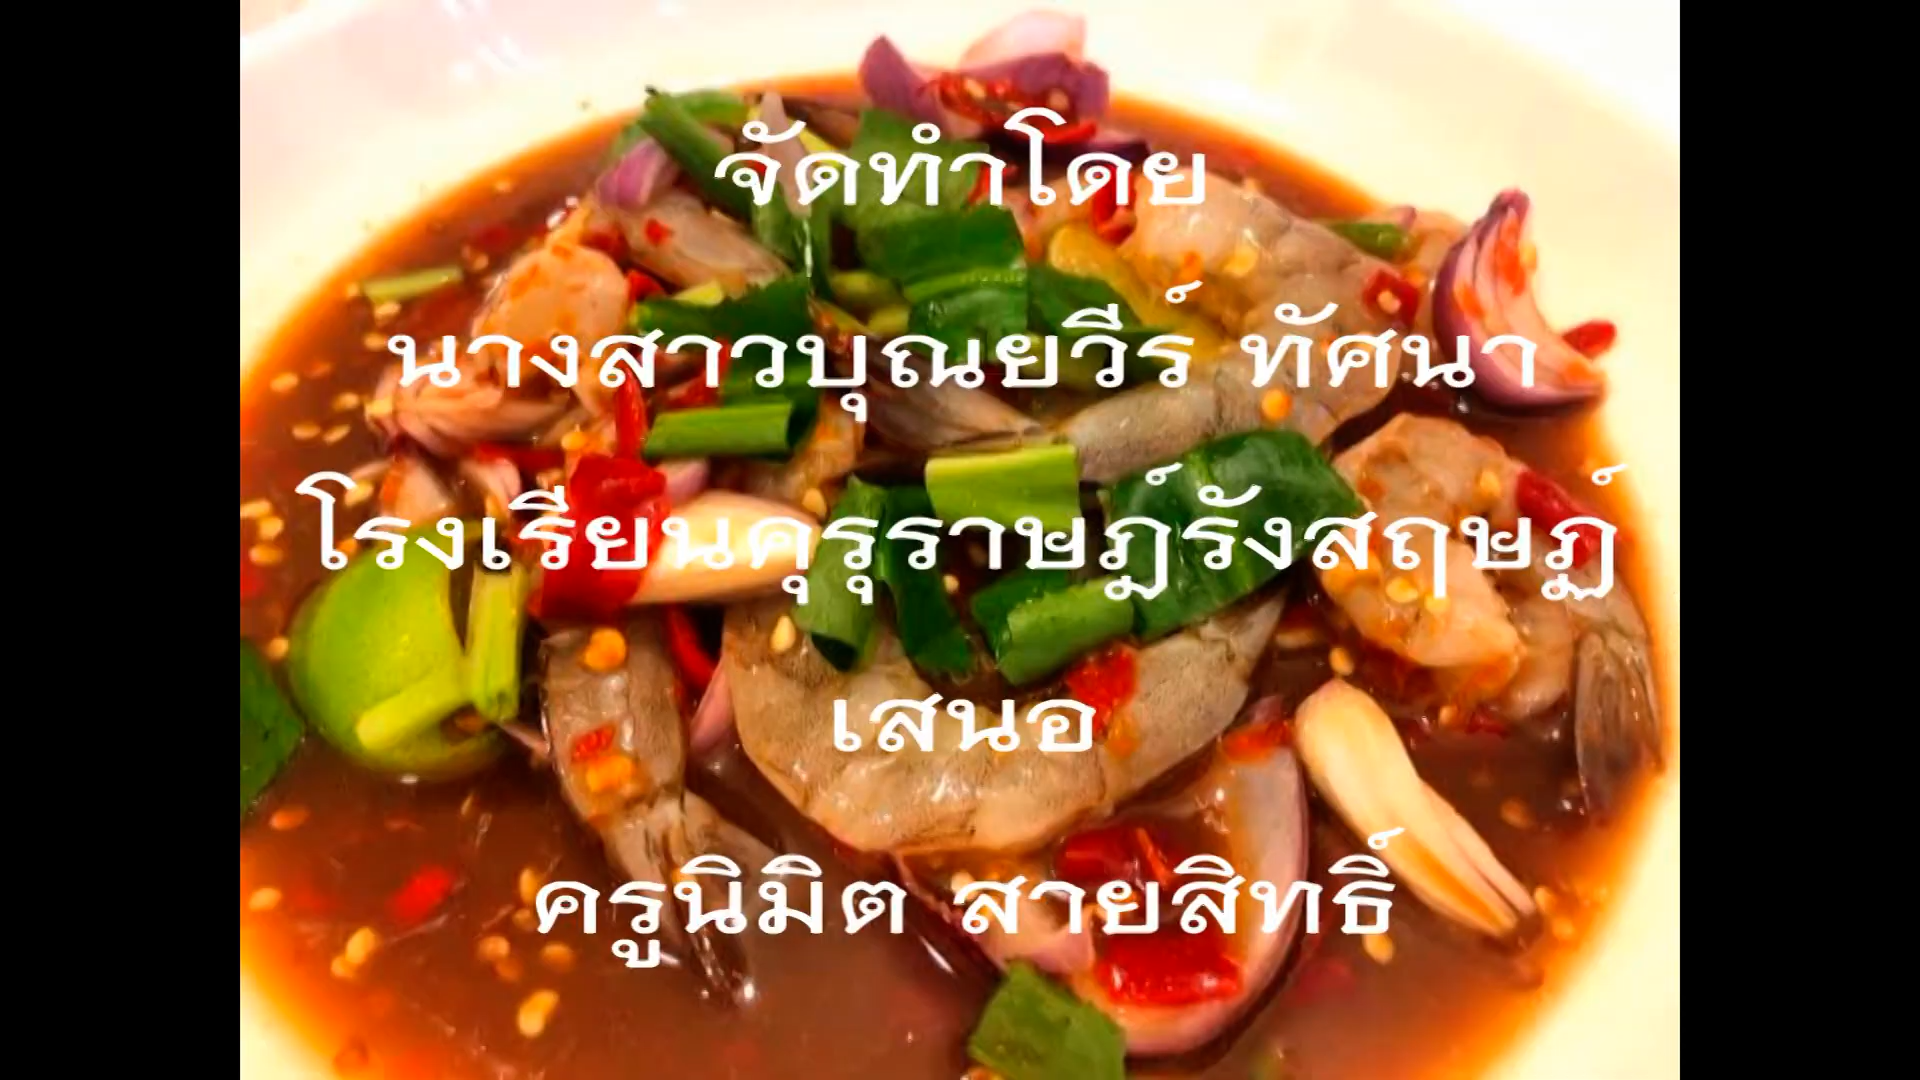 จัดทำโดย
นางสาวบุณยวีร์ ทัศนา
โรงเรียนคุรุราษฎ์รังสฤษฏ์
เสนอ
ครูนิมิต สายสิทธิ์